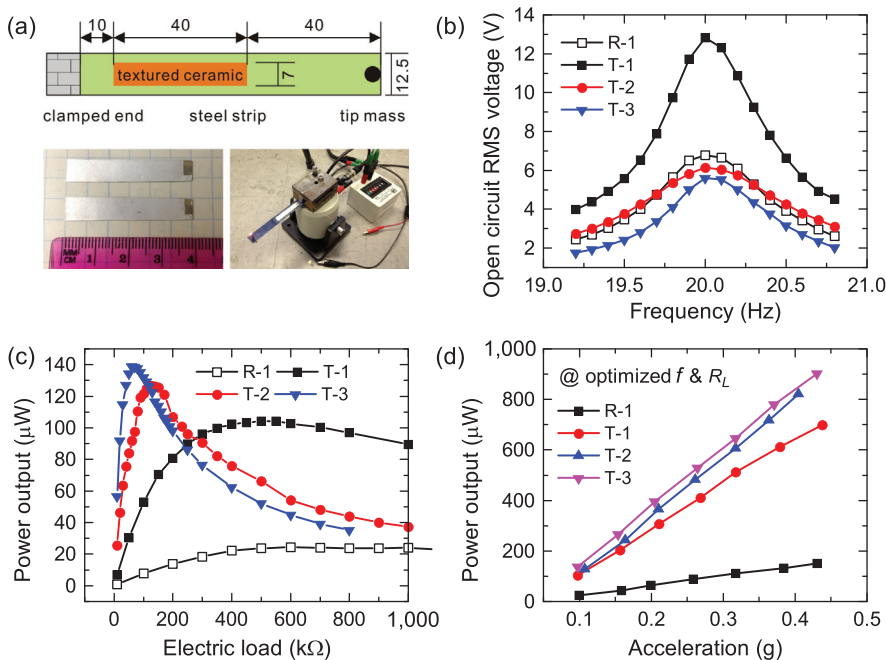 (a)
10
40
40
textured ceramic
7
12.5
clamped end
steel strip
tip mass
MM
CM
1
2
3
4
(b)
Open circuit RMS voltage (V)
14
12
10
8
6
4
2
R-1
T-1
T-2
T-3
19.0
19.5
20.0
20.5
21.0
Frequency (Hz)
(c)
Power output (μW)
140
120
100
80
60
40
20
0
R-1
T-1
T-2
T-3
0
200
400
600
800
1,000
Electric load (kΩ)
(d)
Power output (μW)
1,000
800
600
400
200
0
@ optimized f & R_L
R-1
T-1
T-2
T-3
0.1
0.2
0.3
0.4
0.5
Acceleration (g)